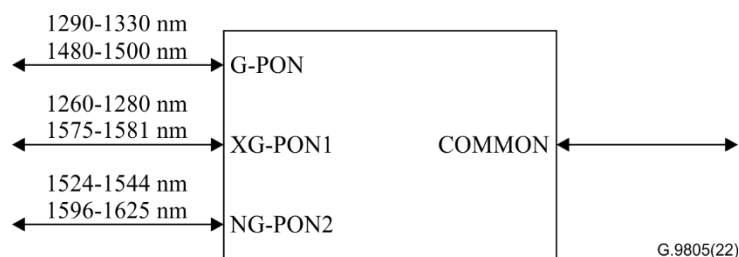 1290-1330 nm
1480-1500 nm
G-PON
1260-1280 nm
1575-1581 nm
XG-PON1
COMMON
1524-1544 nm
1596-1625 nm
NG-PON2
G.9805(22)